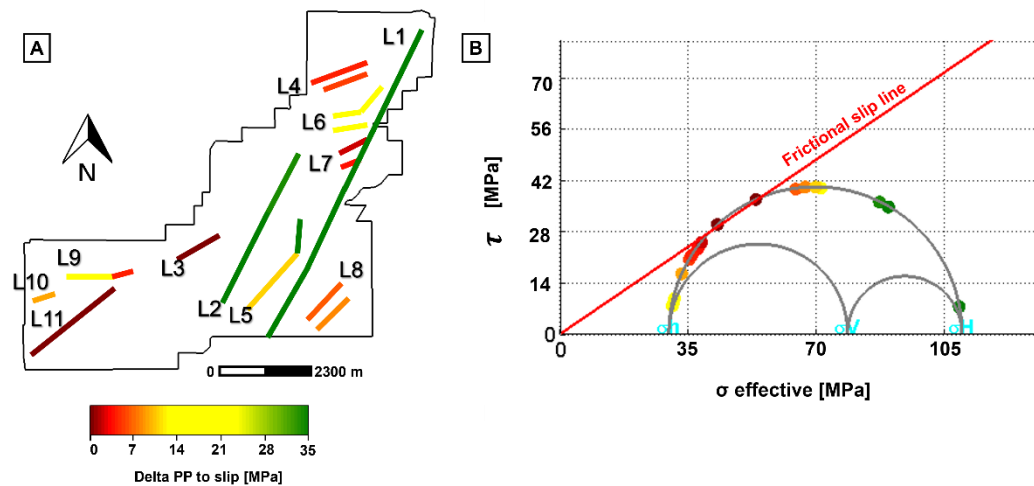 A
L1
L4
L6
L7
N
L9
L3
L8
L10
L2
L5
L11
0
2300 m
0 7 14 21 28 35
Delta PP to slip [MPa]
B
Frictional slip line
70
56
42
28
14
0
τ [MPa]
σh σV σH
0 35 70 105
σ effective [MPa]